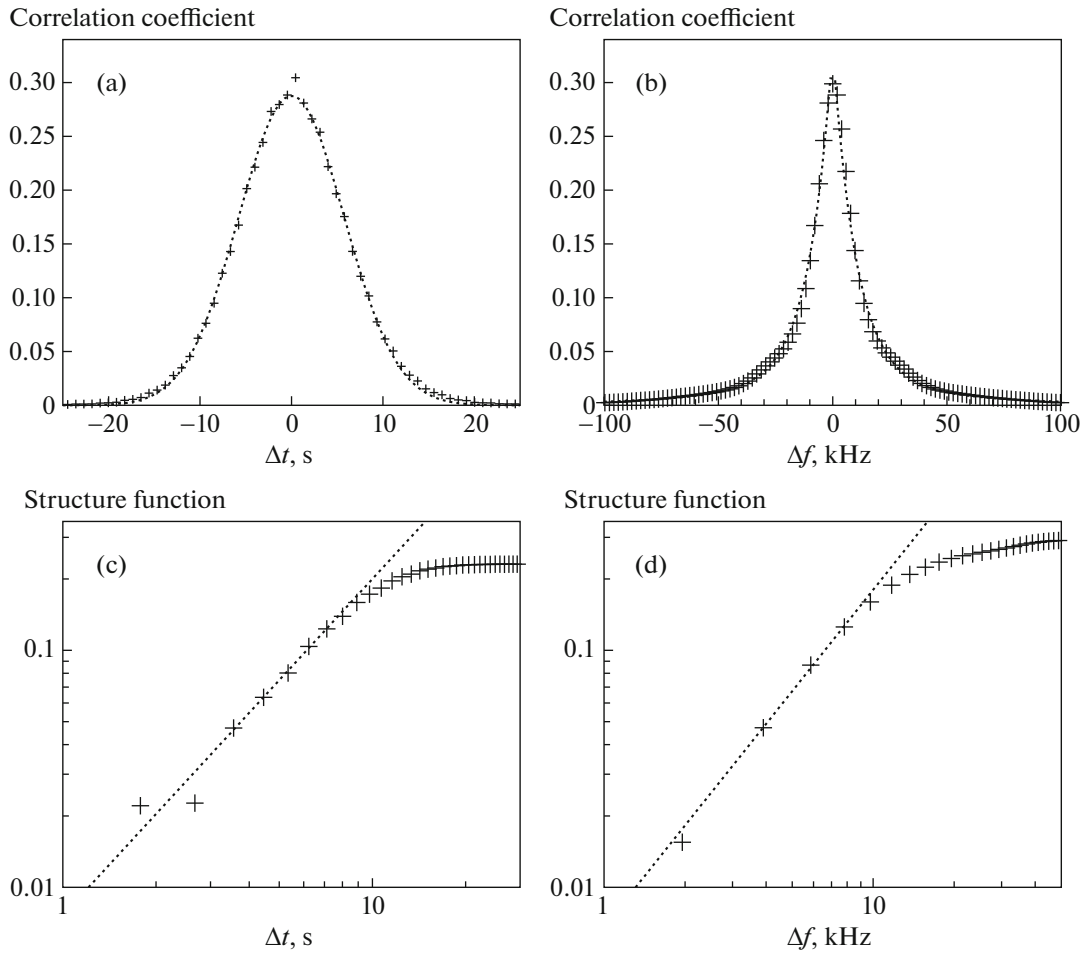 Correlation coefficient
(a)
0.30
0.25
0.20
0.15
0.10
0.05
0
−20 −10 0 10 20
Δt, s
Correlation coefficient
(b)
0.30
0.25
0.20
0.15
0.10
0.05
0
−100 −50 0 50 100
Δf, kHz
Structure function
(c)
0.1
0.01
1 10
Δt, s
Structure function
(d)
0.1
0.01
1 10
Δf, kHz